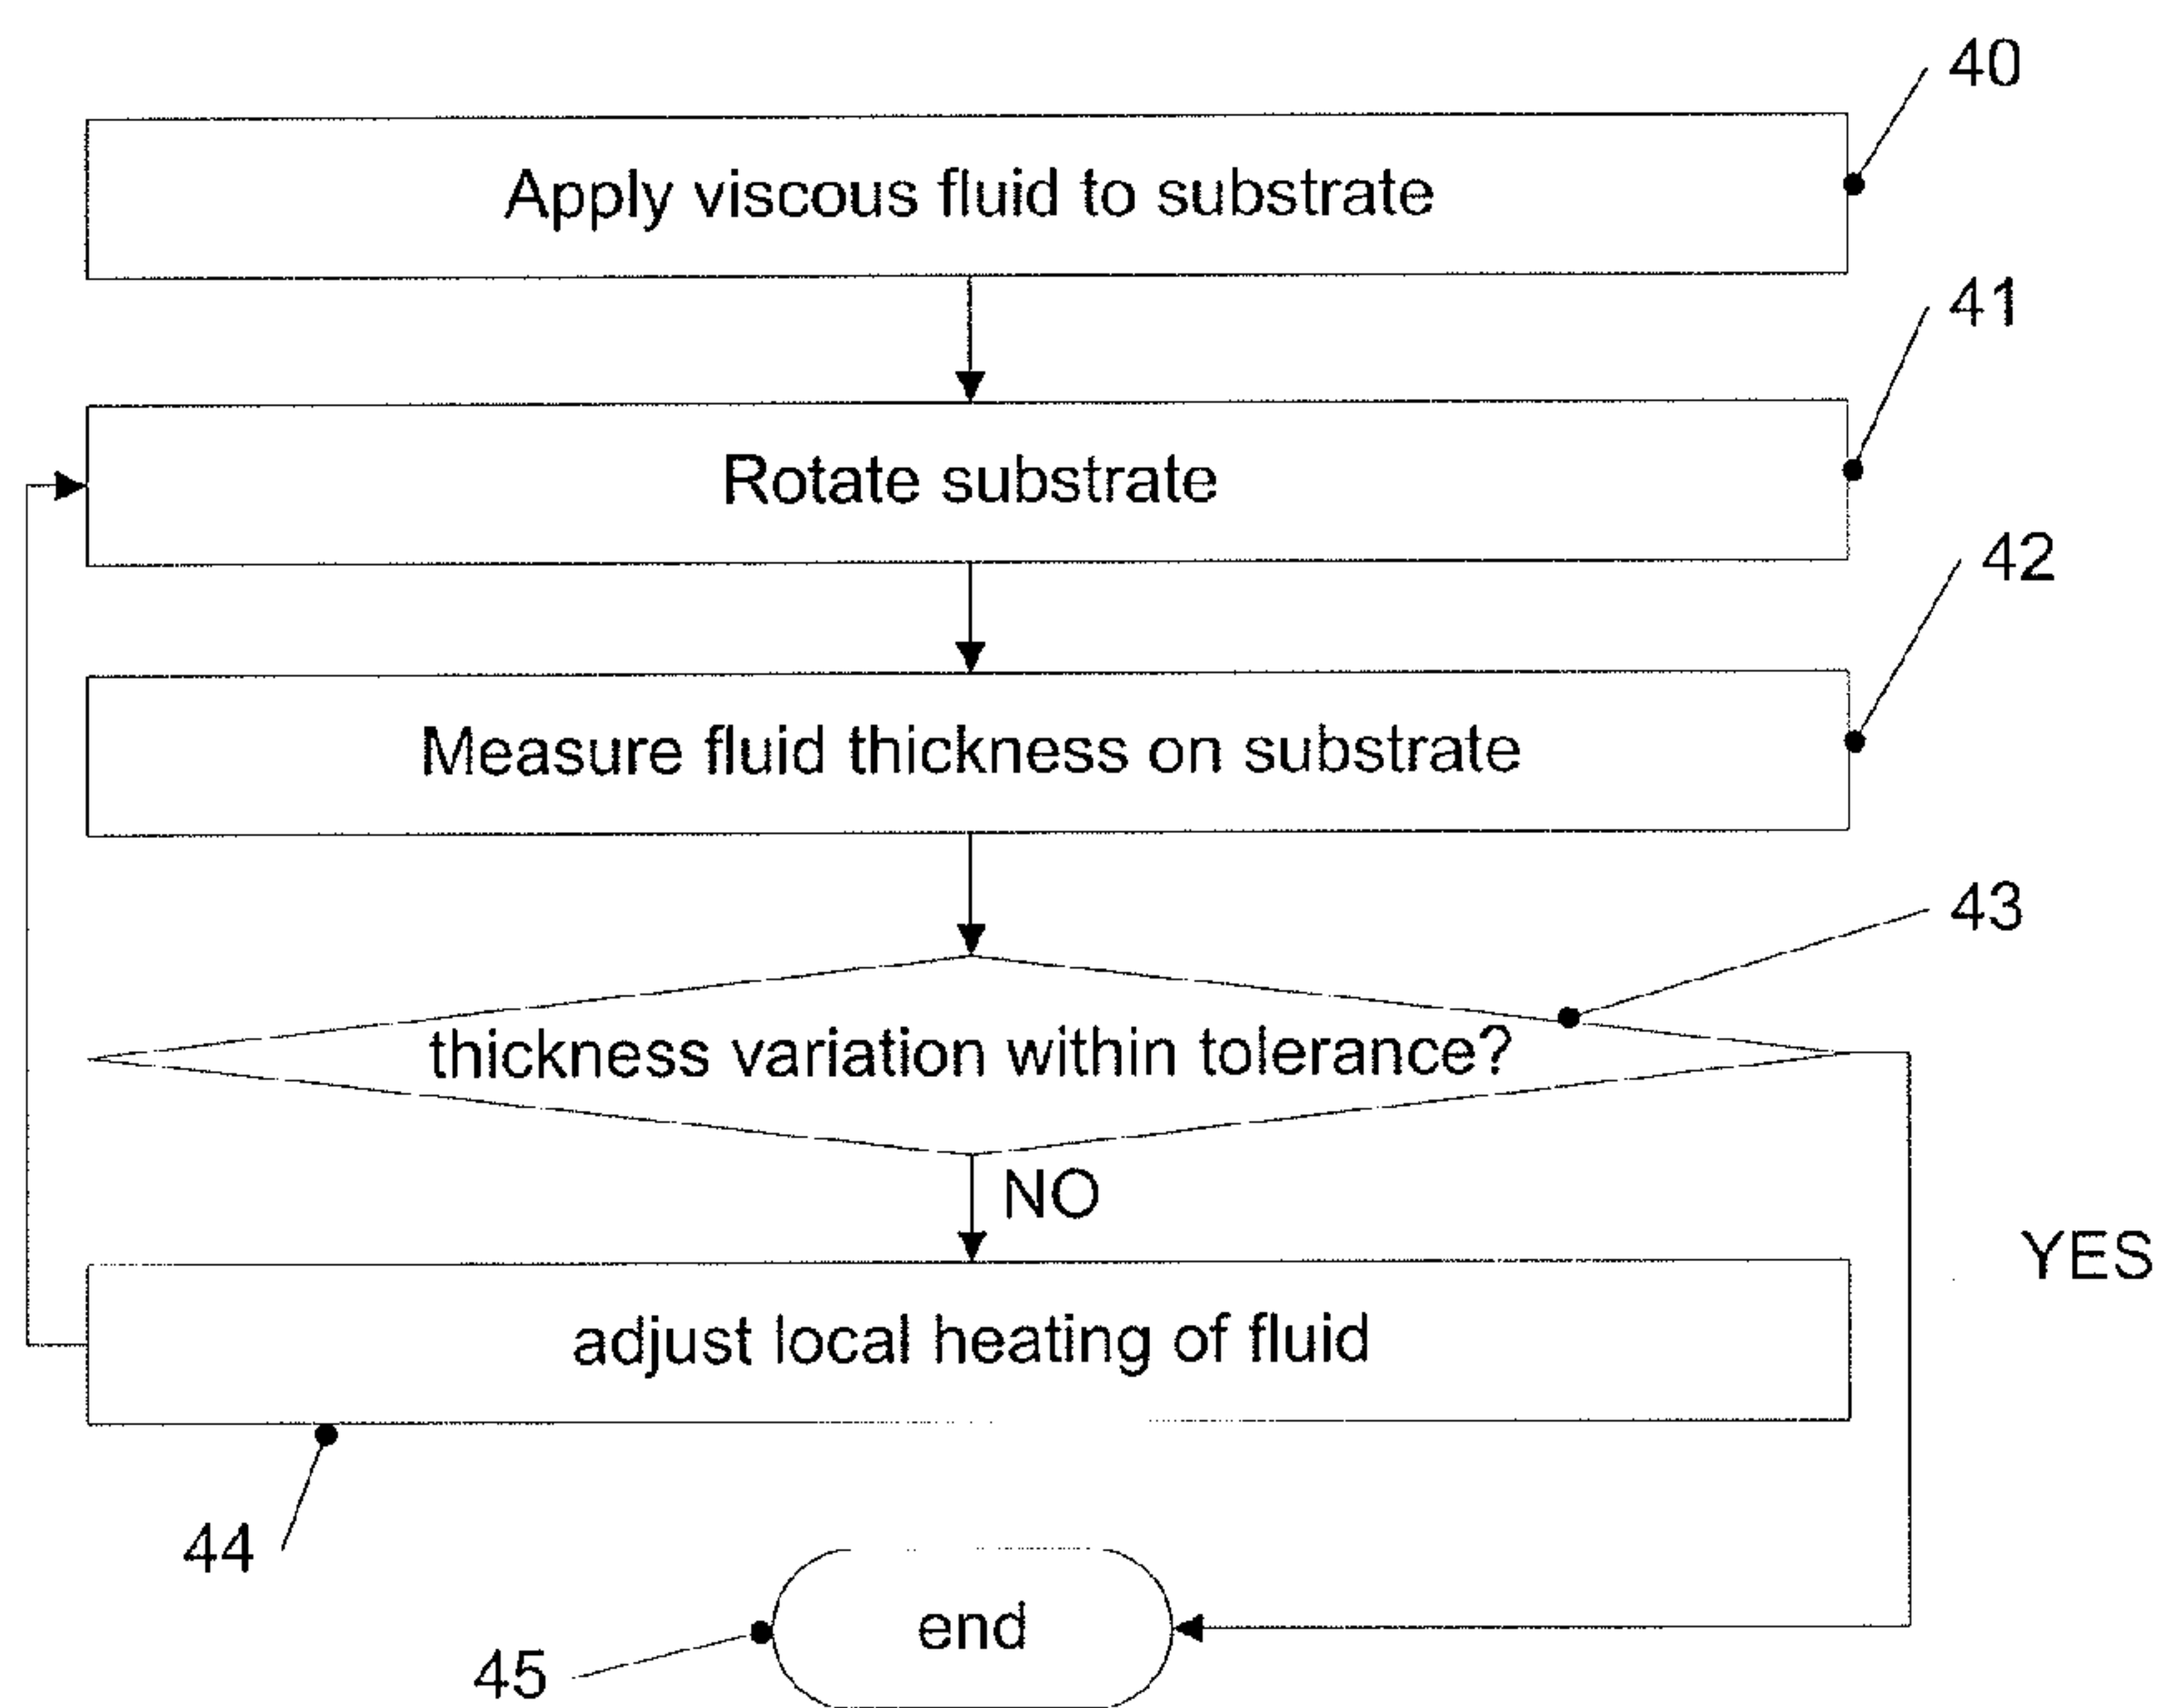 40
Apply viscous fluid to substrate
41
Rotate substrate
42
Measure fluid thickness on substrate
43
thickness variation within tolerance?
NO
YES
adjust local heating of fluid
44
end
45